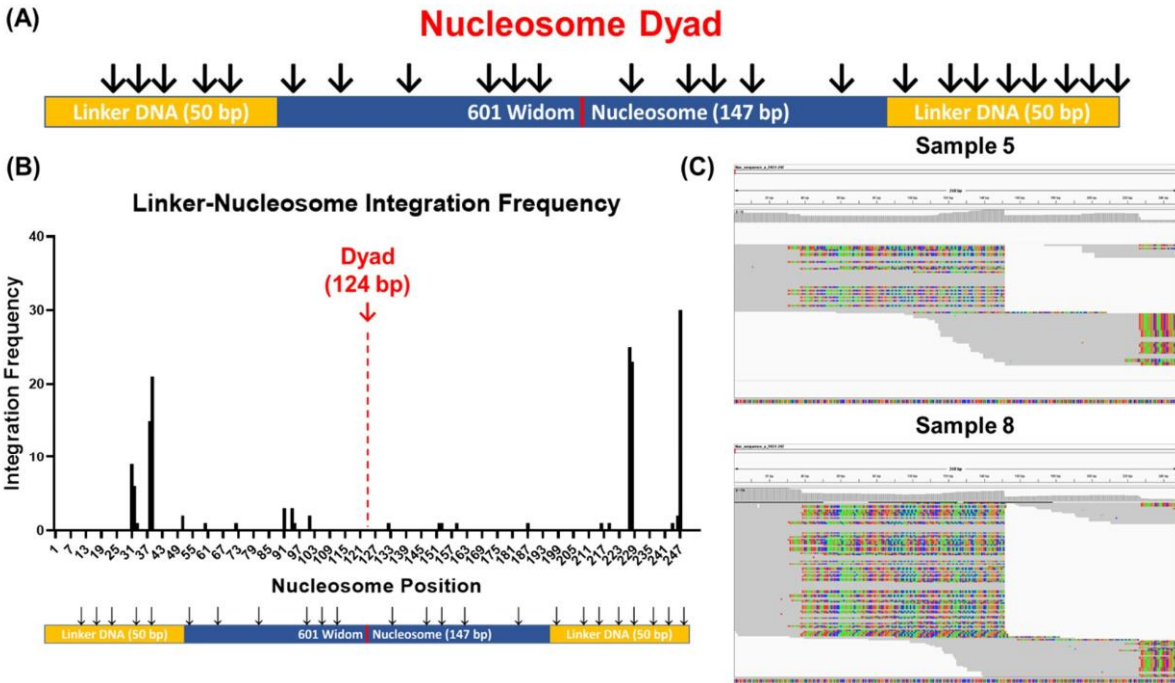 (A)
Nucleosome Dyad
Linker DNA (50 bp)
601 Widom
Nucleosome (147 bp)
Linker DNA (50 bp)
(B)
Linker-Nucleosome Integration Frequency
Integration Frequency
40
30
20
10
0
Dyad
(124 bp)
1 7 13 19 25 31 37 43 49 55 61 67 73 79 85 91 97 103 109 115 121 127 133 139 145 151 157 163 169 175 181 187 193 199 205 211 217 223 229 235 241 247
Nucleosome Position
Linker DNA (50 bp)
601 Widom
Nucleosome (147 bp)
Linker DNA (50 bp)
(C)
Sample 5
Sample 8